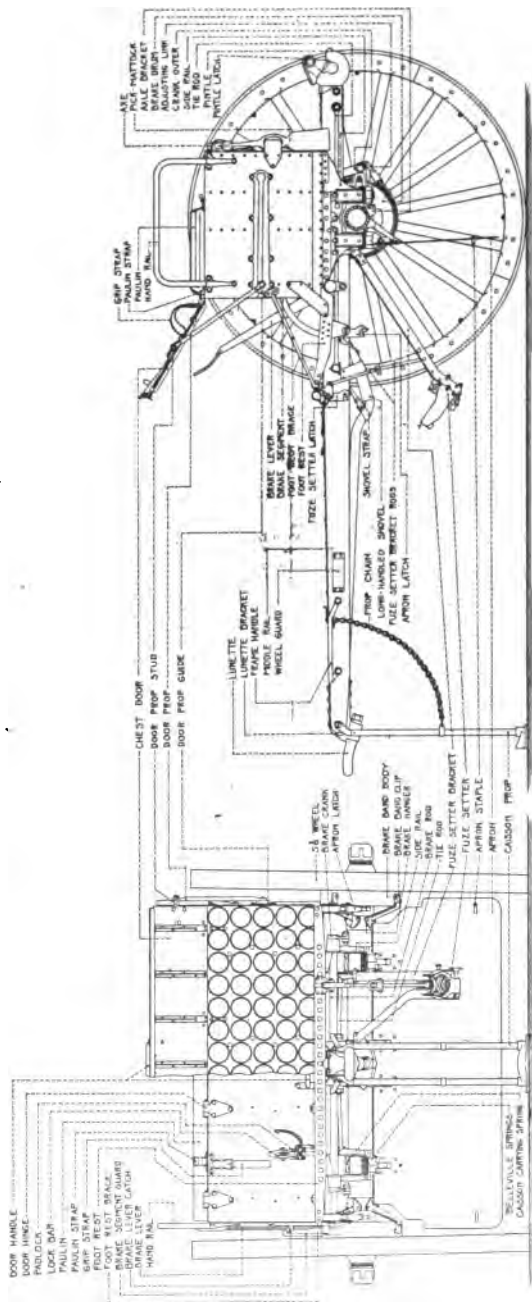 DOOR HANDLE
DOOR HINGE
PADLOCK
LOCK BAR
PAULIN
PAULIN STRAP
GRIP STRAP
FOOT REST
FOOT REST BRACE
BRAKE SEGMENT GUARD
BRAKE LEVER CATCH
BRAKE LEVER
HAND RAIL
CHEST DOOR
DOOR PROP STUD
DOOR PROP
DOOR PROP GUIDE
WHEEL
BRAKE CRANK
APRON LATCH
BRAKE BAND BODY
BRAKE BAND CLIP
BRAKE HANGER
SIDE RAIL
BRAKE ROD
TIE ROD
FUZE SETTER BRACKET
FUZE SETTER
APRON STAPLE
APRON
CAISSON PROP
BELLEVILLE SPRINGS
CAISSON CARRYING SPRING
GRIP STRAP
PAULIN STRAP
PAULIN
HAND RAIL
AXE
PICK-MATTOCK
AXLE BRACKET
BRAKE DRUM
ADJUSTING LINK
CRANK OUTER
SIDE RAIL
TIE ROD
PINTLE
PINTLE LATCH
BRAKE LEVER
BRAKE SEGMENT
FOOT REST BRACE
FOOT REST
FUZE SETTER LATCH
LUNETTE
LUNETTE BRACKET
FRAME HANDLE
MIDDLE RAIL
WHEEL GUARD
PROP CHAIN
SHOVEL STRAP
LONG-HANDLED SHOVEL
FUZE SETTER BRACKET RODS
APRON LATCH